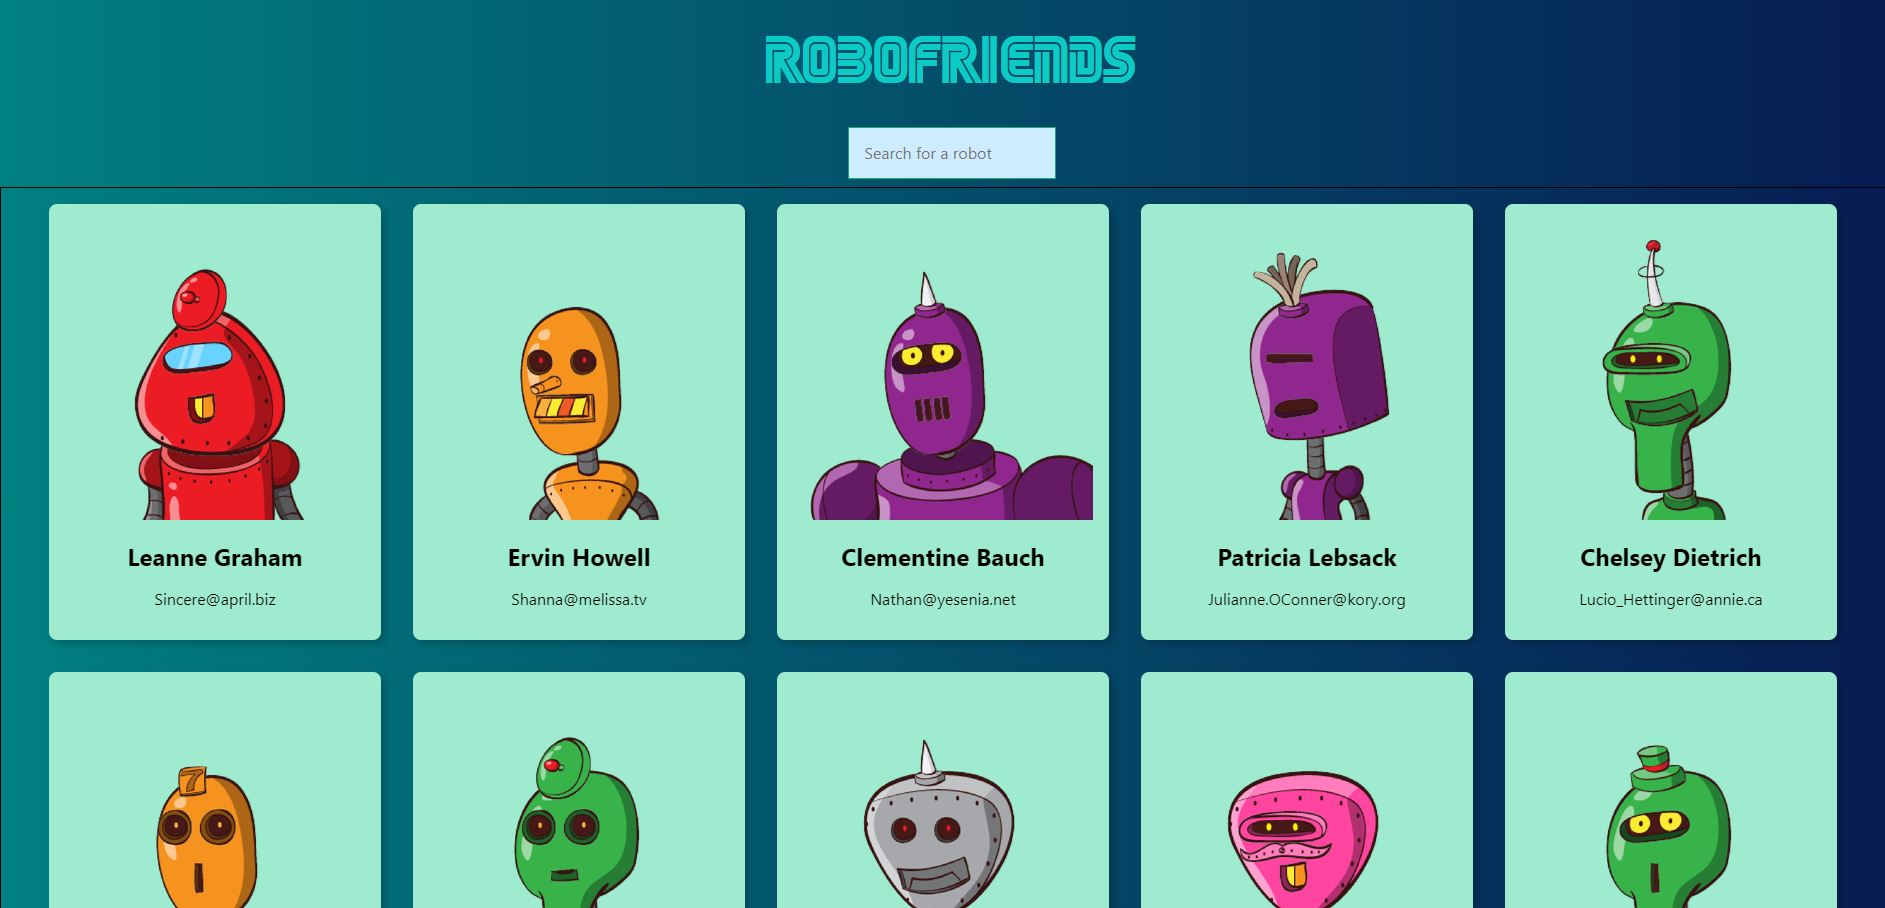 ROBOFRIENDS
Search for a robot
Leanne Graham
Sincere@april.biz
Ervin Howell
Shanna@melissa.tv
Clementine Bauch
Nathan@yesenia.net
Patricia Lebsack
Julianne.OConner@kory.org
Chelsey Dietrich
Lucio_Hettinger@annie.ca
7